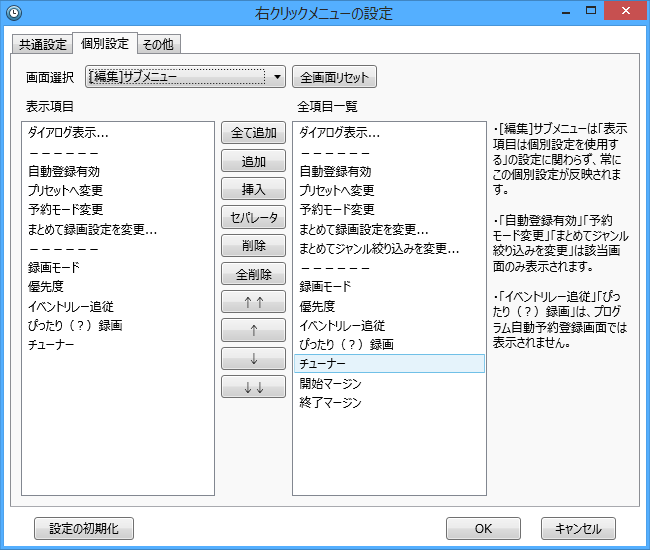 右クリックメニューの設定
共通設定
個別設定
その他
画面選択
[編集]サブメニュー
全画面リセット
表示項目
ダイアログ表示...
－－－－－－
自動登録有効
プリセットへ変更
予約モード変更
まとめて録画設定を変更...
－－－－－－
録画モード
優先度
イベントリレー追従
ぴったり（？）録画
チューナー
全て追加
追加
挿入
セパレータ
削除
全削除
↑↑
↑
↓
↓↓
全項目一覧
ダイアログ表示...
自動登録有効
プリセットへ変更
予約モード変更
まとめて録画設定を変更...
まとめてジャンル絞り込みを変更...
－－－－－－
録画モード
優先度
イベントリレー追従
ぴったり（？）録画
チューナー
開始マージン
終了マージン
・[編集]サブメニューは「表示
項目は個別設定を使用す
る」の設定に関わらず、常に
この個別設定が反映されま
す。
・「自動登録有効」「予約
モード変更」「まとめてジャンル
絞り込みを変更」は該当画
面のみ表示されます。
・「イベントリレー追従」「ぴっ
たり（？）録画」は、プログ
ラム自動予約登録画面では
表示されません。
設定の初期化
OK
キャンセル